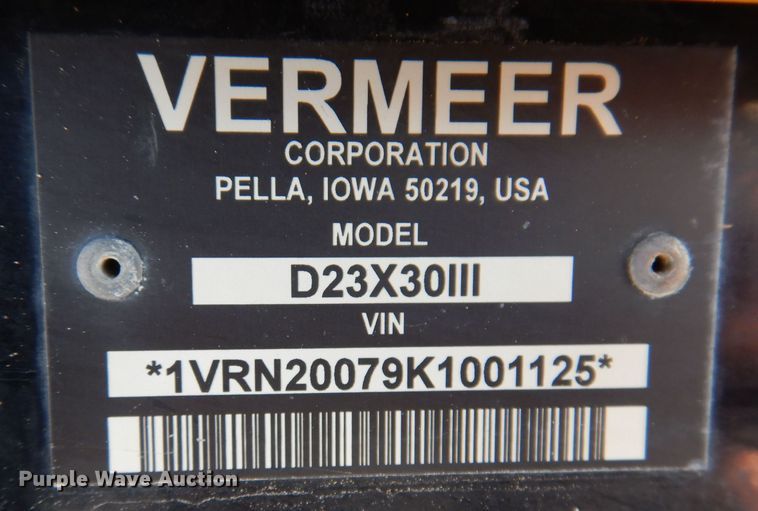 VERMEER
CORPORATION
PELLA, IOWA 50219, USA
MODEL
D23X30III
VIN
*1VRN20079K1001125*
Purple Wave Auction